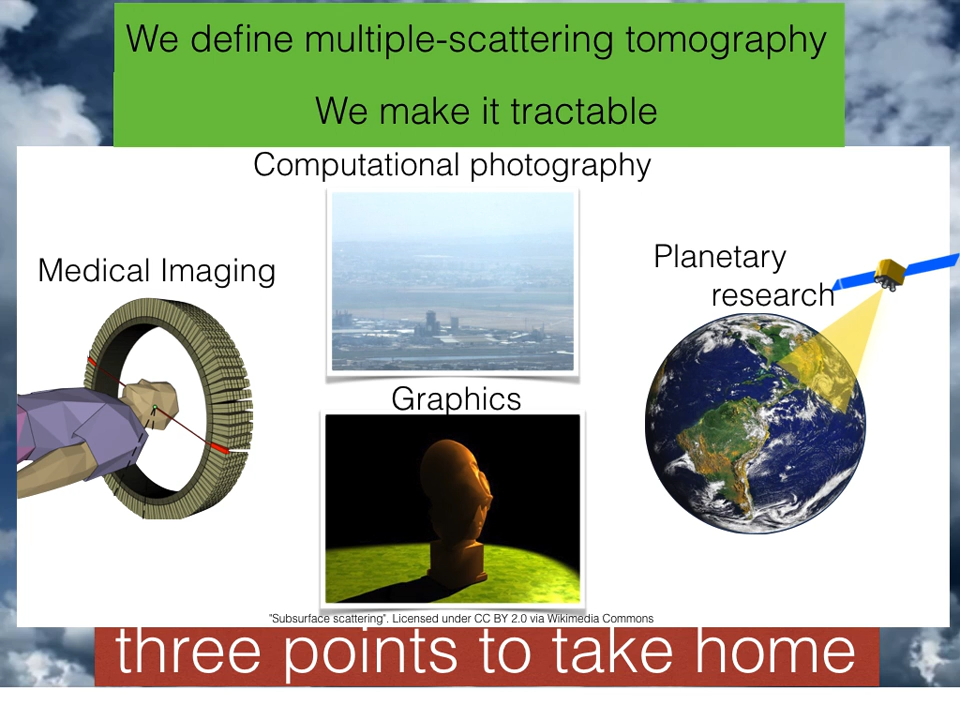 We define multiple-scattering tomography
We make it tractable
Computational photography
Medical Imaging
Planetary
research
Graphics
"Subsurface scattering". Licensed under CC BY 2.0 via Wikimedia Commons
three points to take home